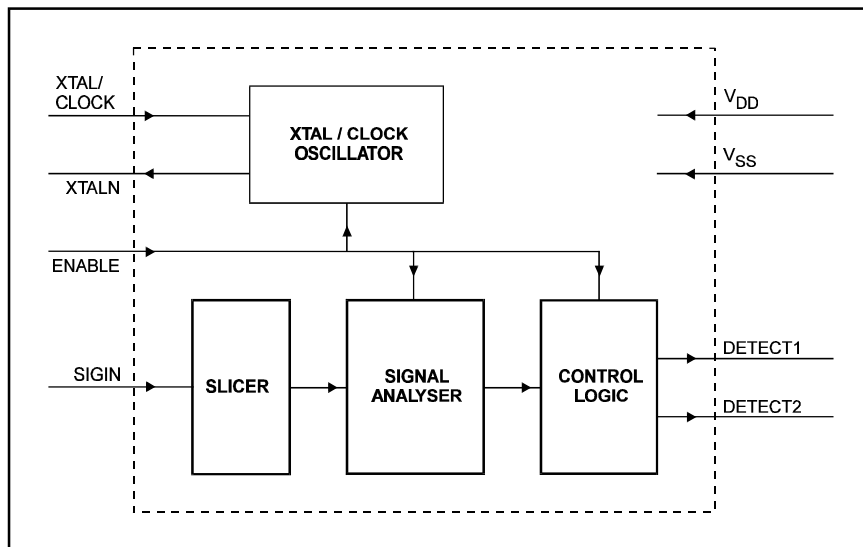 XTAL/
CLOCK
XTAL / CLOCK
OSCILLATOR
VDD
VSS
XTALN
ENABLE
SIGIN
SLICER
SIGNAL
ANALYSER
CONTROL
LOGIC
DETECT1
DETECT2